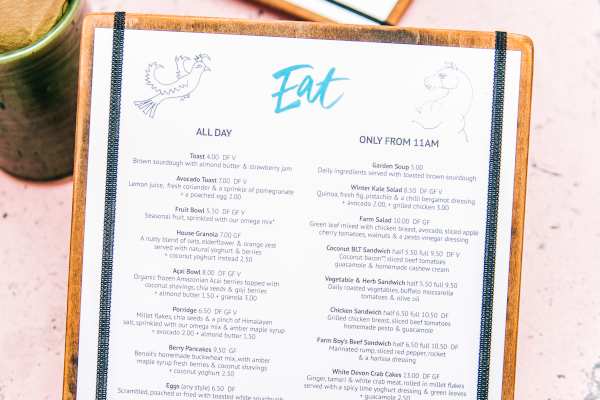 Eat
ALL DAY
Toast 4.00 DF V
Brown sourdough with almond butter & strawberry jam
Avocado Toast 7.00 DF V
Lemon juice, fresh coriander & a sprinkle of pomegranate
+ a poached egg 2.00
Fruit Bowl 5.50 DF V
Seasonal fruit, sprinkled with our omega mix*
House Granola 7.00 GF
A nutty blend of oats, elderflower & orange zest
served with natural yoghurt & berries
+ coconut yoghurt instead 2.50
Açai Bowl 8.00 DF GF V
Organic frozen Amazonian Acai berries topped with
coconut shavings, chia seeds & goji berries
+ almond butter 1.50 + granola 3.00
Porridge 6.50 DF GF V
Millet flakes, chia seeds & a pinch of Himalayan
salt, sprinkled with our omega mix & amber maple syrup
+ avocado 2.00 + almond butter 1.50
Berry Pancakes 9.50 GF
Benoli's homemade buckwheat mix, with amber
maple syrup fresh berries & coconut shavings
+ coconut yoghurt 2.50
Eggs (any style) 6.50 DF
Scrambled, poached or fried with toasted white sourdough
ONLY FROM 11AM
Garden Soup 5.00
Daily ingredients served with toasted brown sourdough
Winter Kale Salad 8.50 DF GF V
Quinoa, fresh fig, pistachio & a chilli bergamot dressing
+ avocado 2.00, + grilled chicken 3.00
Farm Salad 10.00 DF GF
Green leaf mixed with chicken breast, avocado, sliced apple
cherry tomatoes, walnuts & a pesto vinegar dressing
Coconut BLT Sandwich half 5.50 full 9.50 DF V
Coconut bacon™, sliced beef tomatoes
guacamole & homemade cashew cream
Vegetable & Herb Sandwich half 5.50 full 9.50
Daily roasted vegetables, buffalo mozzarella
tomatoes & olive oil
Chicken Sandwich half 6.50 full 10.50 DF
Grilled chicken breast, sliced beef tomatoes
homemade pesto & guacamole
Farm Boy's Beef Sandwich half 6.50 full 10.50 DF
Marinated rump, sliced red pepper, rocket
& a harissa dressing
White Devon Crab Cakes 13.00 DF GF
Ginger, tamari & white crab meat, rolled in millet flakes
served with a spicy lime yoghurt dressing & green leaves
+ guacamole 2.50